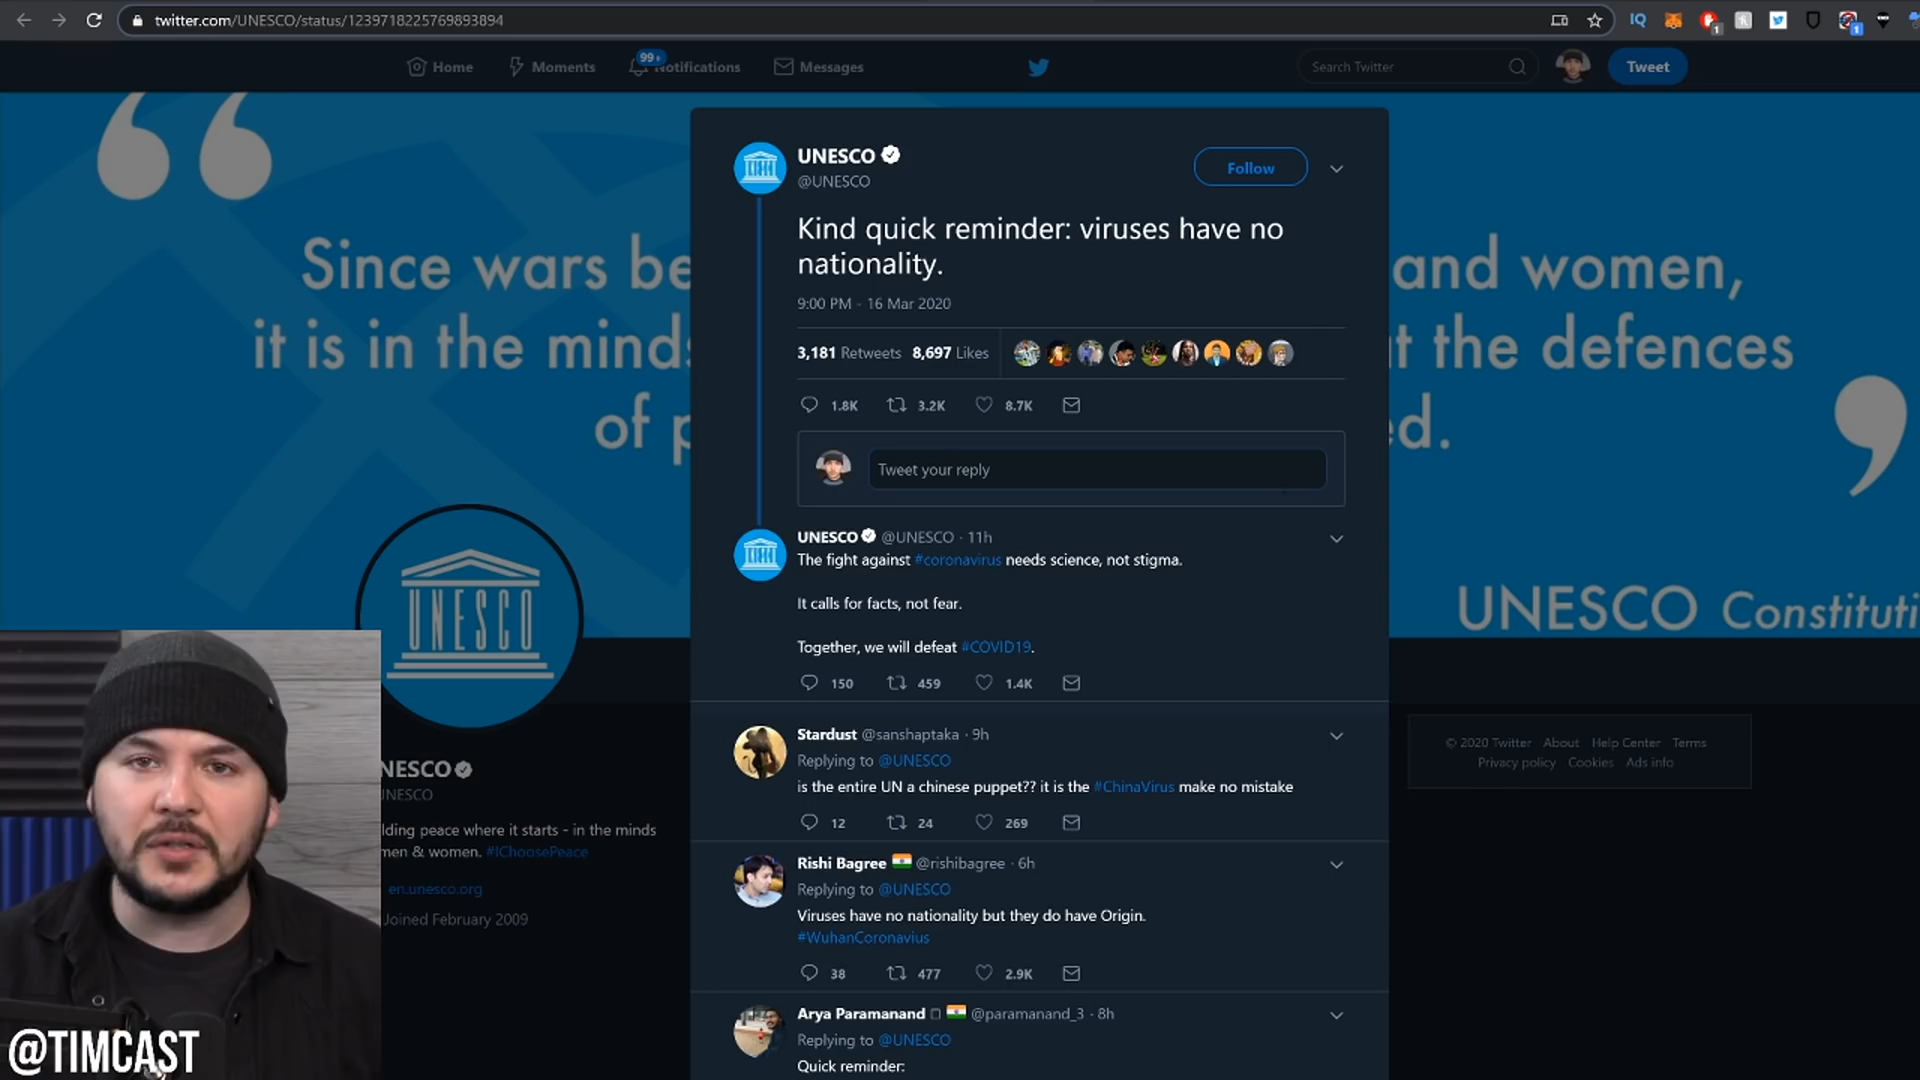 twitter.com/UNESCO/status/1239718225769893894
IQ
1
1
Home
Moments
99+
Notifications
Messages
Search Twitter
Tweet
Since wars be
and women,
it is in the minds
t the defences
of p
ed.
UNESCO Constituti
UNESCO
@UNESCO
Follow
Kind quick reminder: viruses have no
nationality.
9:00 PM - 16 Mar 2020
3,181 Retweets 8,697 Likes
1.8K 3.2K 8.7K
Tweet your reply
UNESCO @UNESCO · 11h
The fight against #coronavirus needs science, not stigma.
It calls for facts, not fear.
Together, we will defeat #COVID19.
150 459 1.4K
Stardust @sanshaptaka · 9h
Replying to @UNESCO
is the entire UN a chinese puppet?? it is the #ChinaVirus make no mistake
12 24 269
Rishi Bagree @rishibagree · 6h
Replying to @UNESCO
Viruses have no nationality but they do have Origin.
#WuhanCoronavius
38 477 2.9K
Arya Paramanand @paramanand_3 · 8h
Replying to @UNESCO
Quick reminder:
UNESCO
NESCO
NESCO
lding peace where it starts - in the minds
men & women. #IChoosePeace
en.unesco.org
Joined February 2009
© 2020 Twitter About Help Center Terms
Privacy policy Cookies Ads info
@TIMCAST